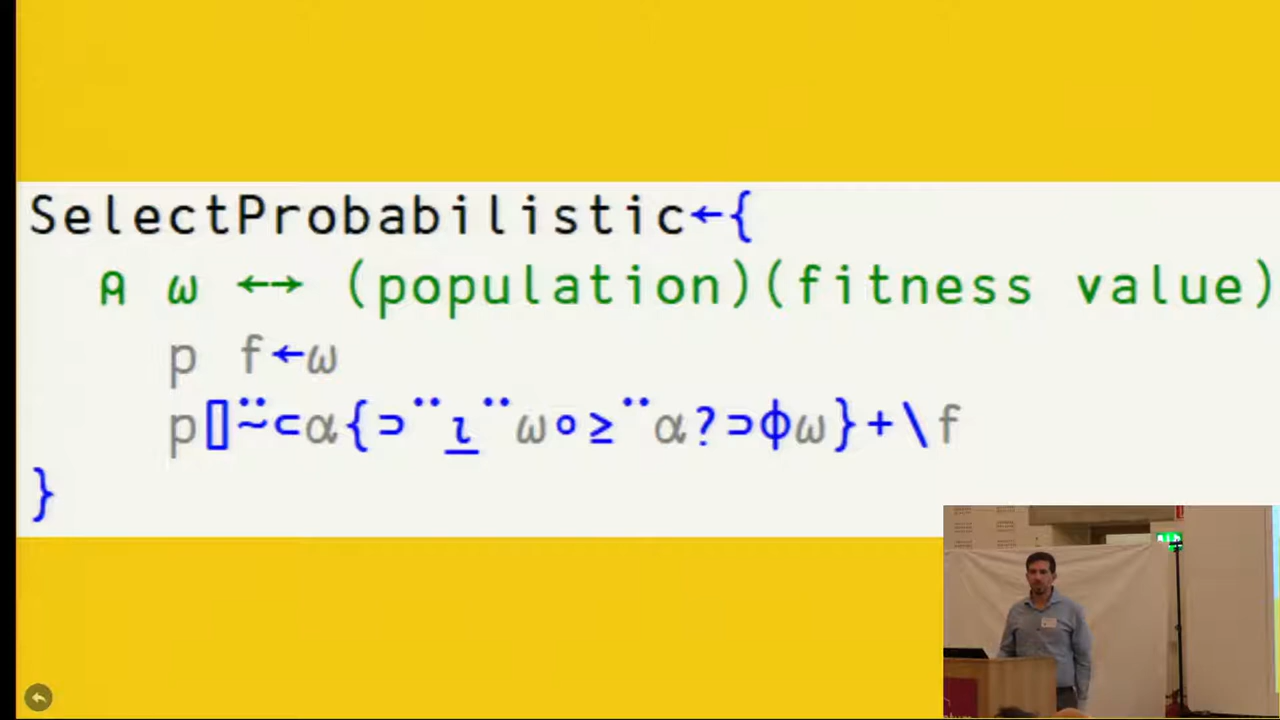 SelectProbabilistic←{
⍝ ⍵ ←→ (population)(fitness value)
p f←⍵
p⌷⍨¨⊂⍺{⊃¨⍸¨⍵∘≥¨⍺?⊃⌽⍵}+\f
}